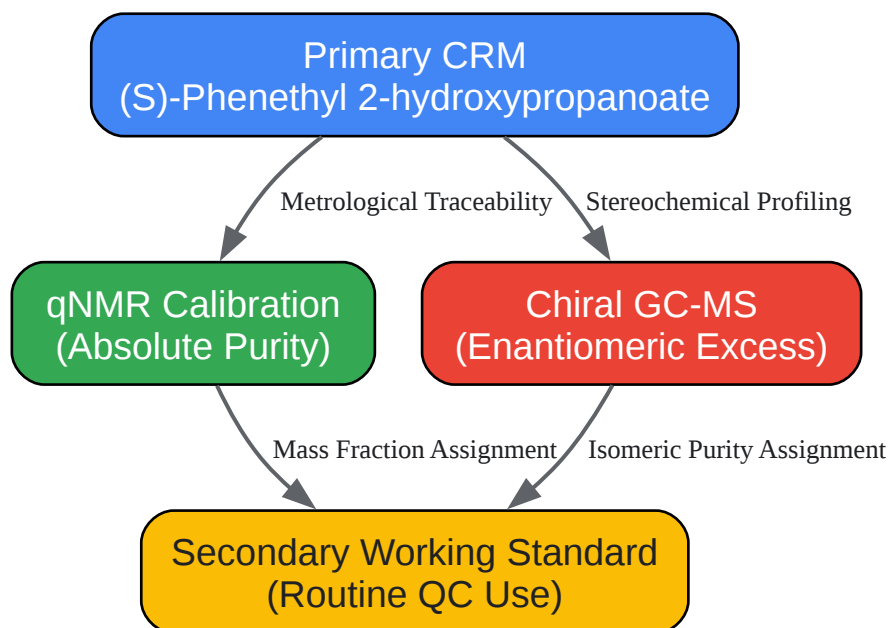 Primary CRM
(S)-Phenethyl 2-hydroxypropanoate
Metrological Traceability
Stereochemical Profiling
qNMR Calibration
(Absolute Purity)
Chiral GC-MS
(Enantiomeric Excess)
Mass Fraction Assignment
Isomeric Purity Assignment
Secondary Working Standard
(Routine QC Use)